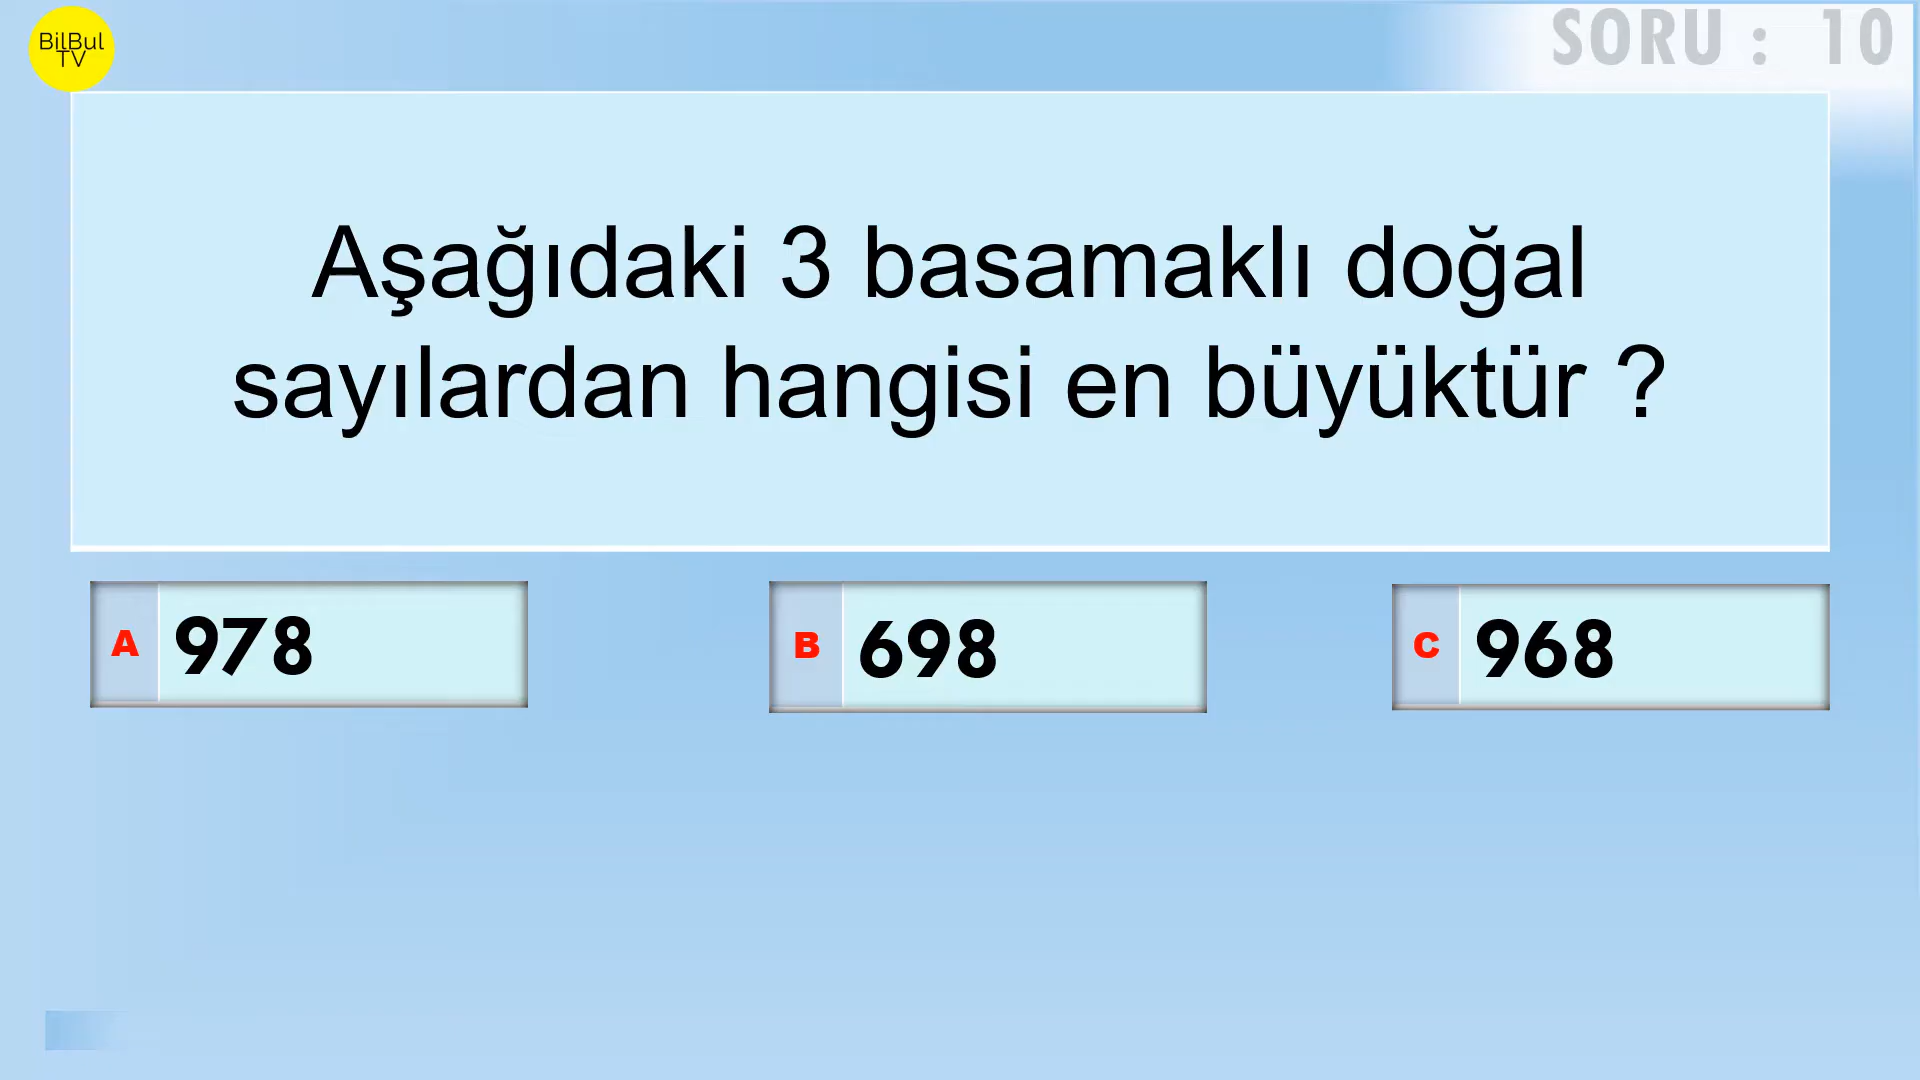 BilBul
TV
SORU : 10
Aşağıdaki 3 basamaklı doğal
sayılardan hangisi en büyüktür ?
A 978
B 698
C 968